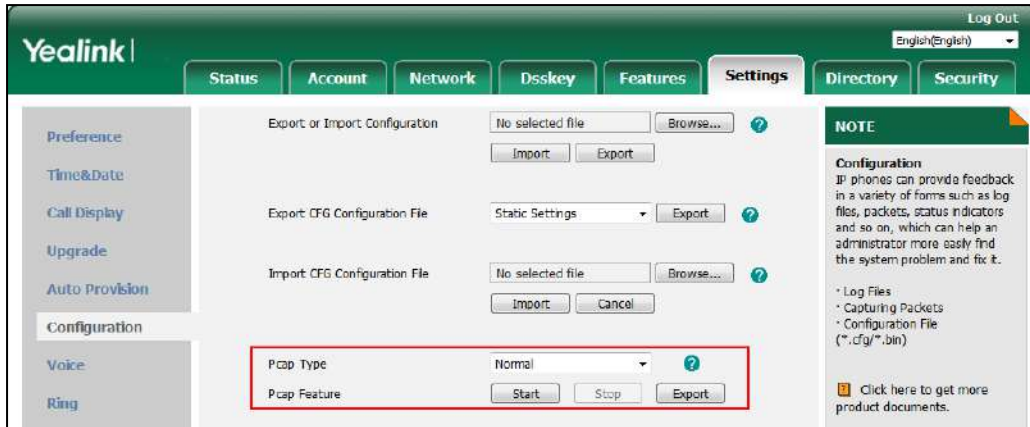 Log Out
Yealink
English(English)
Status Account Network Dsskey Features Settings Directory Security
Preference
Time&Date
Call Display
Upgrade
Auto Provision
Configuration
Voice
Ring
Export or Import Configuration No selected file Browse...
Import Export
Export CFG Configuration File Static Settings Export
Import CFG Configuration File No selected file Browse...
Import Cancel
Pcap Type Normal
Pcap Feature Start Stop Export
NOTE
Configuration
IP phones can provide feedback
in a variety of forms such as log
files, packets, status indicators
and so on, which can help an
administrator more easily find
the system problem and fix it.
· Log Files
· Capturing Packets
· Configuration File
(*.cfg/*.bin)
Click here to get more
product documents.